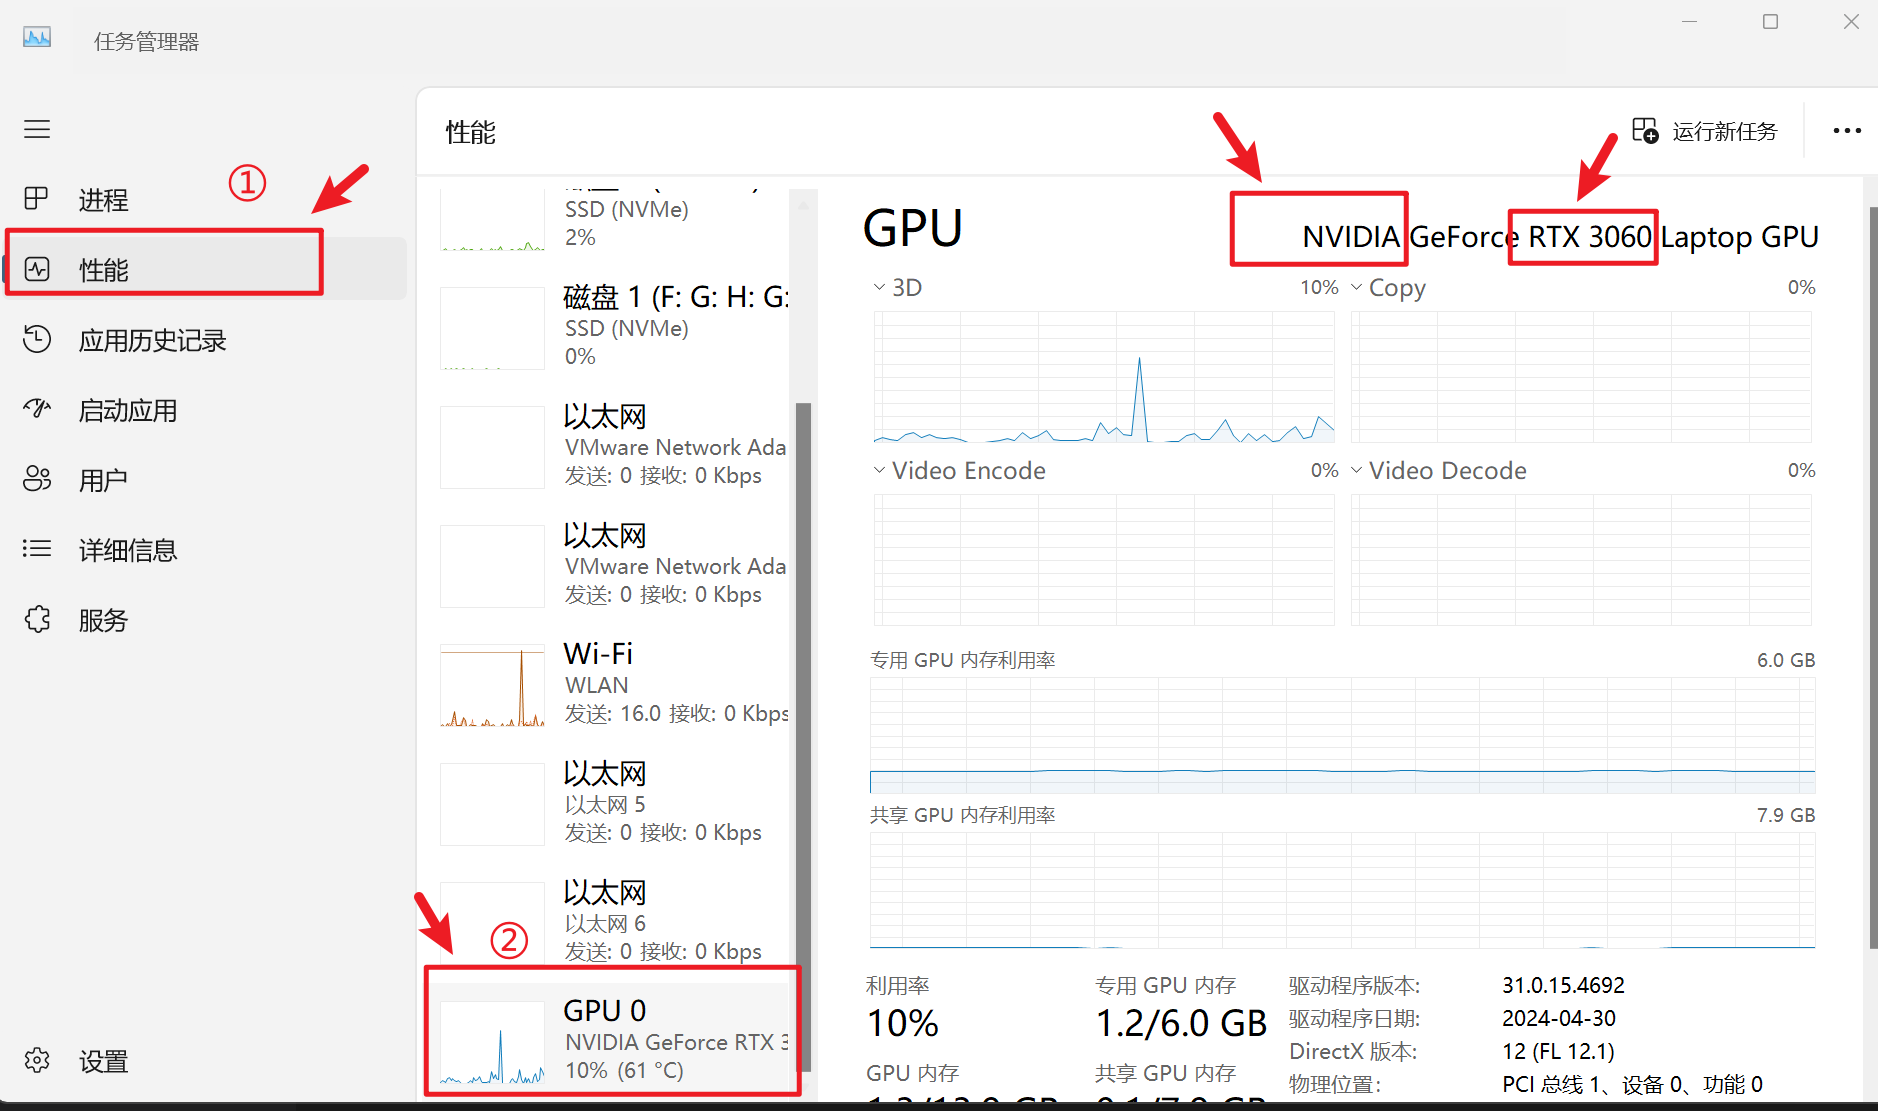 任务管理器
性能
运行新任务
①
进程
性能
应用历史记录
启动应用
用户
详细信息
服务
设置
SSD (NVMe)
2%
磁盘 1 (F: G: H: G:
SSD (NVMe)
0%
以太网
VMware Network Ada
发送: 0 接收: 0 Kbps
以太网
VMware Network Ada
发送: 0 接收: 0 Kbps
Wi-Fi
WLAN
发送: 16.0 接收: 0 Kbps
以太网
以太网 5
发送: 0 接收: 0 Kbps
以太网
以太网 6
发送: 0 接收: 0 Kbps
②
GPU 0
NVIDIA GeForce RTX 3
10% (61 °C)
GPU
NVIDIA GeForce RTX 3060 Laptop GPU
3D 10%
Copy 0%
Video Encode 0%
Video Decode 0%
专用 GPU 内存利用率 6.0 GB
共享 GPU 内存利用率 7.9 GB
利用率
10%
专用 GPU 内存
1.2/6.0 GB
GPU 内存
共享 GPU 内存
驱动程序版本: 31.0.15.4692
驱动程序日期: 2024-04-30
DirectX 版本: 12 (FL 12.1)
物理位置: PCI 总线 1、设备 0、功能 0